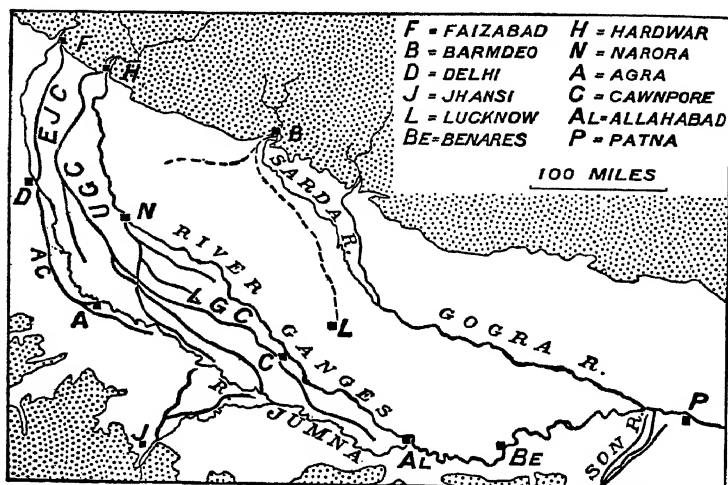 F = FAIZABAD H = HARDWAR
B = BARMDEO N = NARORA
D = DELHI A = AGRA
J = JHANSI C = CAWNPORE
L = LUCKNOW AL = ALLAHABAD
BE = BENARES P = PATNA
100 MILES
F
H
EJC
B
SARDA R.
UGC
D
N
RIVER GANGES
AC
LGC
A
L
GOGRA R.
C
R. JUMNA
P
J
AL
BE
SON R.